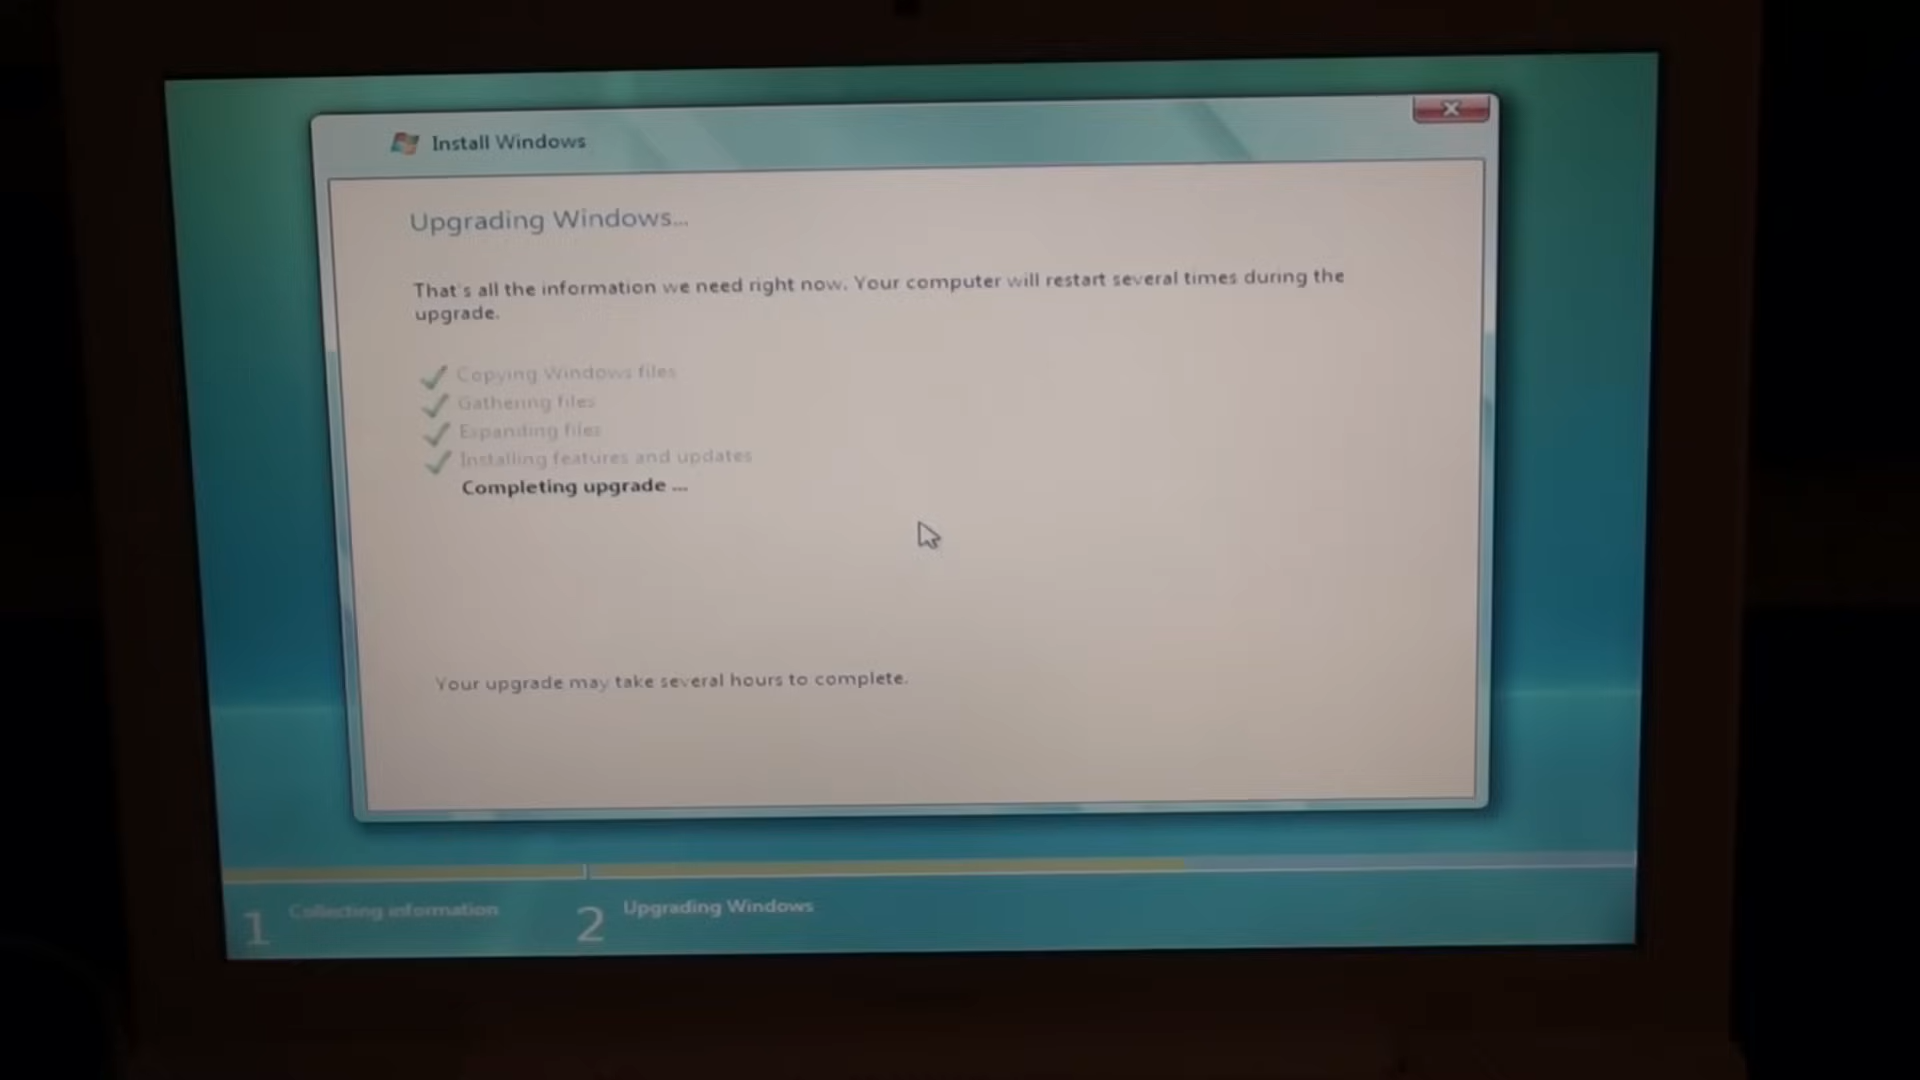 Install Windows
Upgrading Windows...
That's all the information we need right now. Your computer will restart several times during the
upgrade.
Copying Windows files
Gathering files
Expanding files
Installing features and updates
Completing upgrade ...
Your upgrade may take several hours to complete.
1 Collecting information 2 Upgrading Windows